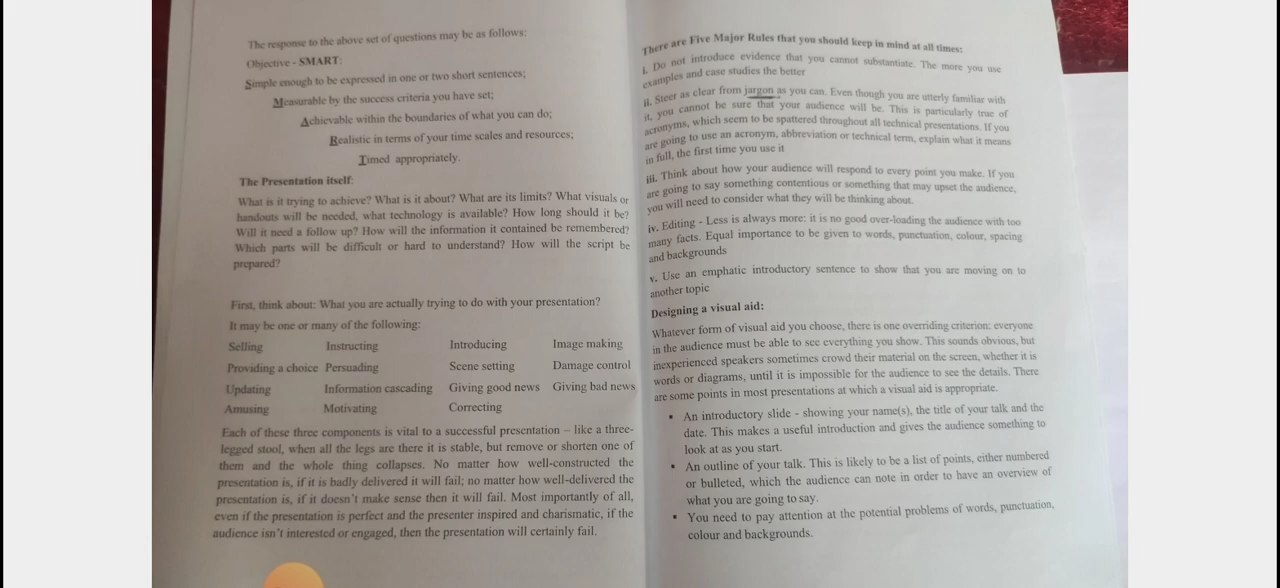 The response to the above set of questions may be as follows:
Objective - SMART:
Simple enough to be expressed in one or two short sentences;
Measurable by the success criteria you have set;
Achievable within the boundaries of what you can do;
Realistic in terms of your time scales and resources;
Timed appropriately.
The Presentation itself:
What is it trying to achieve? What is it about? What are its limits? What visuals or
handouts will be needed, what technology is available? How long should it be?
Will it need a follow up? How will the information it contained be remembered?
Which parts will be difficult or hard to understand? How will the script be
prepared?
First, think about: What you are actually trying to do with your presentation?
It may be one or many of the following:
Selling Instructing Introducing Image making
Providing a choice Persuading Scene setting Damage control
Updating Information cascading Giving good news Giving bad news
Amusing Motivating Correcting
Each of these three components is vital to a successful presentation – like a three-
legged stool, when all the legs are there it is stable, but remove or shorten one of
them and the whole thing collapses. No matter how well-constructed the
presentation is, if it is badly delivered it will fail; no matter how well-delivered the
presentation is, if it doesn't make sense then it will fail. Most importantly of all,
even if the presentation is perfect and the presenter inspired and charismatic, if the
audience isn't interested or engaged, then the presentation will certainly fail.
There are Five Major Rules that you should keep in mind at all times:
i. Do not introduce evidence that you cannot substantiate. The more you use
examples and case studies the better
ii. Steer as clear from jargon as you can. Even though you are utterly familiar with
it, you cannot be sure that your audience will be. This is particularly true of
acronyms, which seem to be spattered throughout all technical presentations. If you
are going to use an acronym, abbreviation or technical term, explain what it means
in full, the first time you use it
iii. Think about how your audience will respond to every point you make. If you
are going to say something contentious or something that may upset the audience,
you will need to consider what they will be thinking about.
iv. Editing - Less is always more: it is no good over-loading the audience with too
many facts. Equal importance to be given to words, punctuation, colour, spacing
and backgrounds
v. Use an emphatic introductory sentence to show that you are moving on to
another topic
Designing a visual aid:
Whatever form of visual aid you choose, there is one overriding criterion: everyone
in the audience must be able to see everything you show. This sounds obvious, but
inexperienced speakers sometimes crowd their material on the screen, whether it is
words or diagrams, until it is impossible for the audience to see the details. There
are some points in most presentations at which a visual aid is appropriate.
▪ An introductory slide - showing your name(s), the title of your talk and the
date. This makes a useful introduction and gives the audience something to
look at as you start.
▪ An outline of your talk. This is likely to be a list of points, either numbered
or bulleted, which the audience can note in order to have an overview of
what you are going to say.
▪ You need to pay attention at the potential problems of words, punctuation,
colour and backgrounds.